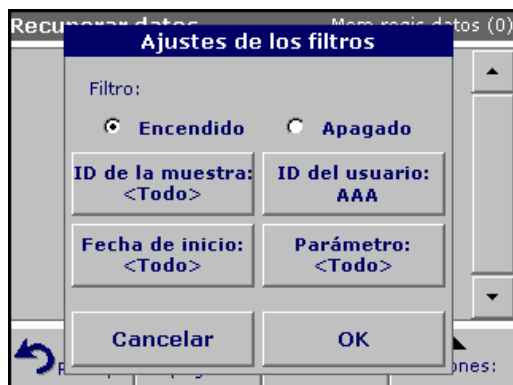 Ajustes de los filtros
Filtro:
Encendido Apagado
ID de la muestra: ID del usuario:
<Todo> AAA
Fecha de inicio: Parámetro:
<Todo> <Todo>
Cancelar OK